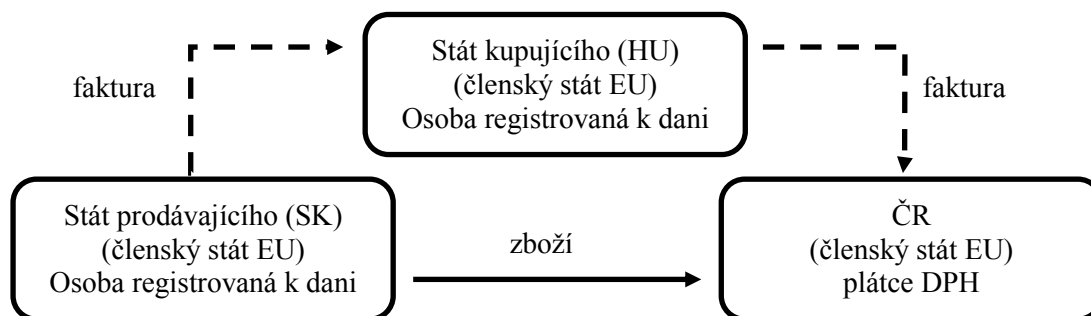 Stát kupujícího (HU)
(členský stát EU)
Osoba registrovaná k dani
faktura
faktura
Stát prodávajícího (SK)
(členský stát EU)
Osoba registrovaná k dani
zboží
ČR
(členský stát EU)
plátce DPH